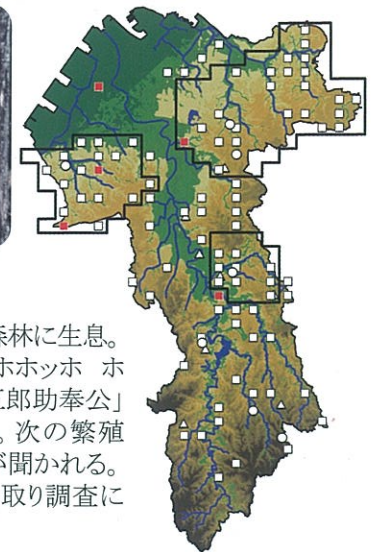 森林に生息。
ホホッホ ホ
五郎助奉公」
。次の繁殖
が聞かれる。
取り調査に